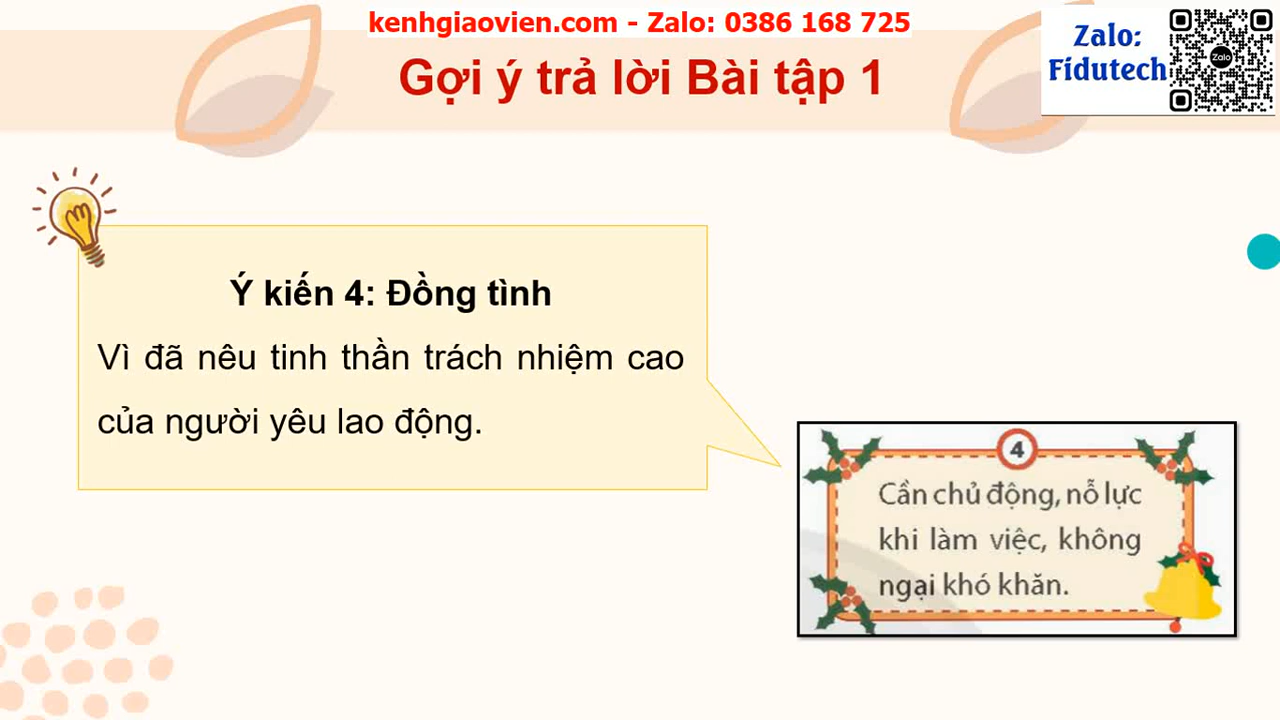 kenhgiaovien.com - Zalo: 0386 168 725
Zalo:
Fidutech
Zalo
Gợi ý trả lời Bài tập 1
Ý kiến 4: Đồng tình
Vì đã nêu tinh thần trách nhiệm cao
của người yêu lao động.
4
Cần chủ động, nỗ lực
khi làm việc, không
ngại khó khăn.